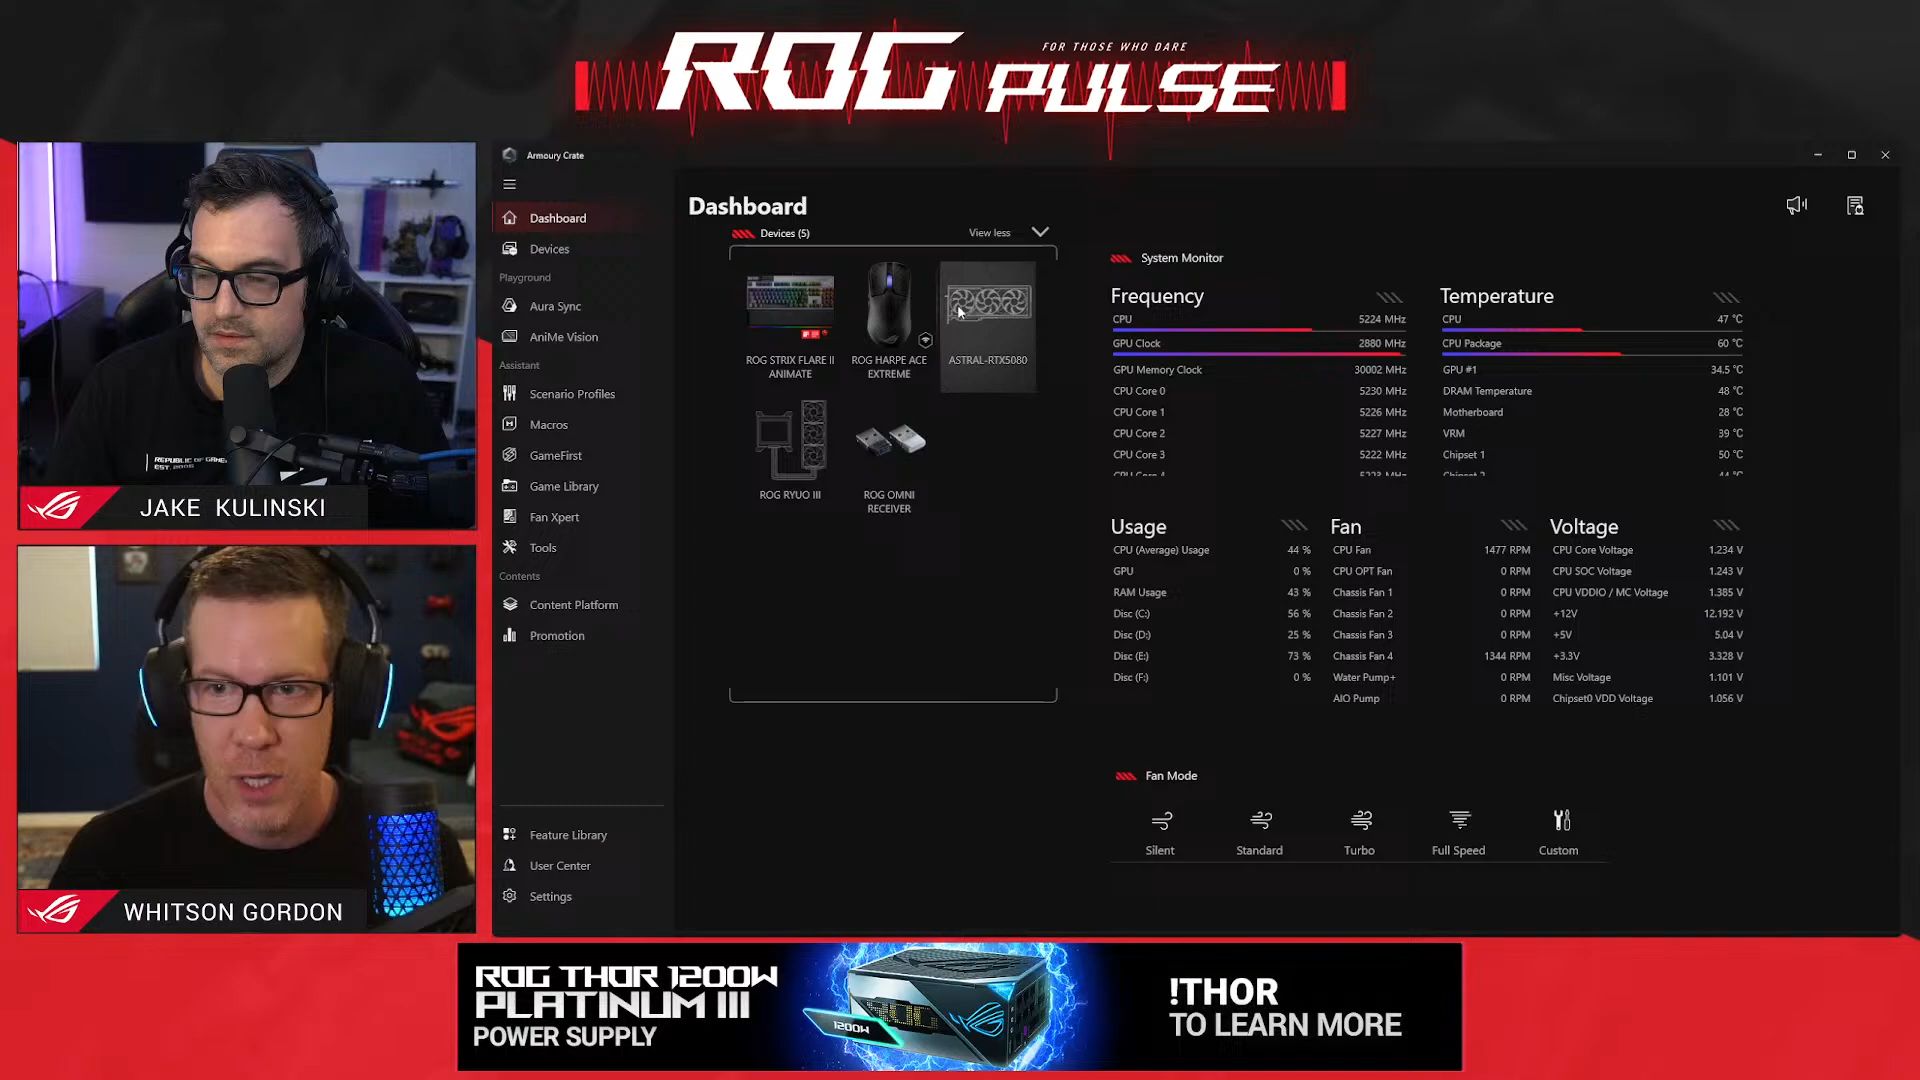 ROG PULSE
FOR THOSE WHO DARE
Armoury Crate
Dashboard
Devices
Playground
Aura Sync
AniMe Vision
Assistant
Scenario Profiles
Macros
GameFirst
Game Library
Fan Xpert
Tools
Contents
Content Platform
Promotion
Feature Library
User Center
Settings
Dashboard
Devices (5)
View less
ROG STRIX FLARE II
ANIMATE
ROG HARPE ACE
EXTREME
ASTRAL-RTX5080
ROG RYUO III
ROG OMNI
RECEIVER
System Monitor
Frequency
CPU 5224 MHz
GPU Clock 2880 MHz
GPU Memory Clock 30002 MHz
CPU Core 0 5230 MHz
CPU Core 1 5226 MHz
CPU Core 2 5227 MHz
CPU Core 3 5222 MHz
CPU Core 4 5223 MHz
Temperature
CPU 47 °C
CPU Package 60 °C
GPU #1 34.5 °C
DRAM Temperature 48 °C
Motherboard 28 °C
VRM 39 °C
Chipset 1 50 °C
Chipset 2 44 °C
Usage
CPU (Average) Usage 44 %
GPU 0 %
RAM Usage 43 %
Disc (C:) 56 %
Disc (D:) 25 %
Disc (E:) 73 %
Disc (F:) 0 %
Fan
CPU Fan 1477 RPM
CPU OPT Fan 0 RPM
Chassis Fan 1 0 RPM
Chassis Fan 2 0 RPM
Chassis Fan 3 0 RPM
Chassis Fan 4 1344 RPM
Water Pump+ 0 RPM
AIO Pump 0 RPM
Voltage
CPU Core Voltage 1.234 V
CPU SOC Voltage 1.243 V
CPU VDDIO / MC Voltage 1.385 V
+12V 12.192 V
+5V 5.04 V
+3.3V 3.328 V
Misc Voltage 1.101 V
Chipset0 VDD Voltage 1.056 V
Fan Mode
Silent
Standard
Turbo
Full Speed
Custom
JAKE KULINSKI
WHITSON GORDON
ROG THOR 1200W
PLATINUM III
POWER SUPPLY
1200W
!THOR
TO LEARN MORE